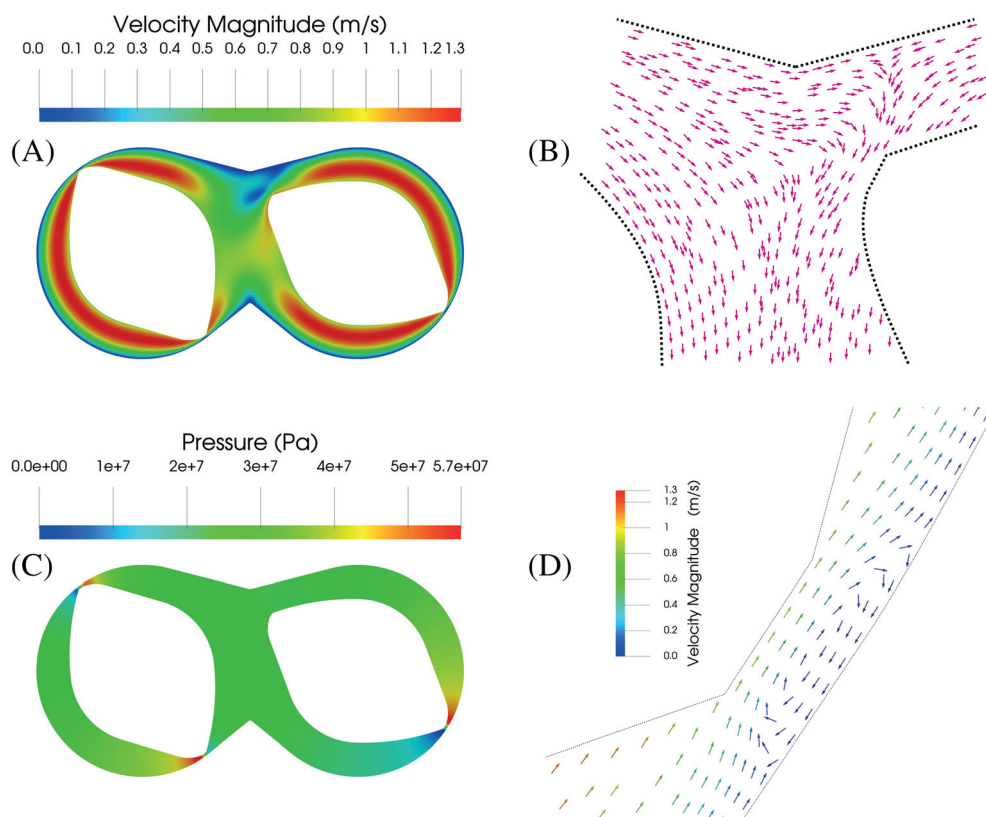 Velocity Magnitude (m/s)
0.0 0.1 0.2 0.3 0.4 0.5 0.6 0.7 0.8 0.9 1 1.1 1.2 1.3
(A)
(B)
Pressure (Pa)
0.0e+00 1e+7 2e+7 3e+7 4e+7 5e+7 5.7e+07
(C)
(D)
1.3
1.2
1
0.8
0.6
0.4
0.2
0.0
Velocity Magnitude (m/s)